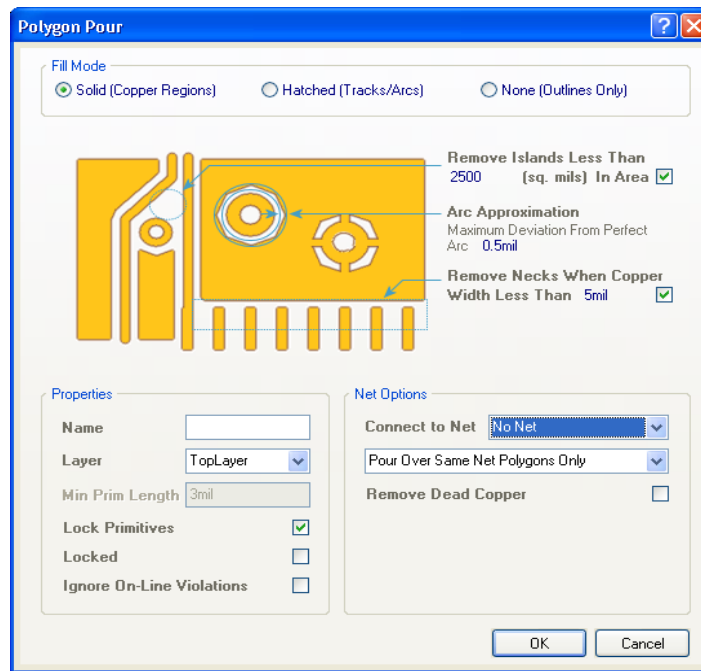 Polygon Pour
Fill Mode
Solid (Copper Regions) Hatched (Tracks/Arcs) None (Outlines Only)
Remove Islands Less Than
2500 (sq. mils) In Area
Arc Approximation
Maximum Deviation From Perfect
Arc 0.5mil
Remove Necks When Copper
Width Less Than 5mil
Properties
Name
Layer TopLayer
Min Prim Length 3mil
Lock Primitives
Locked
Ignore On-Line Violations
Net Options
Connect to Net No Net
Pour Over Same Net Polygons Only
Remove Dead Copper
OK Cancel